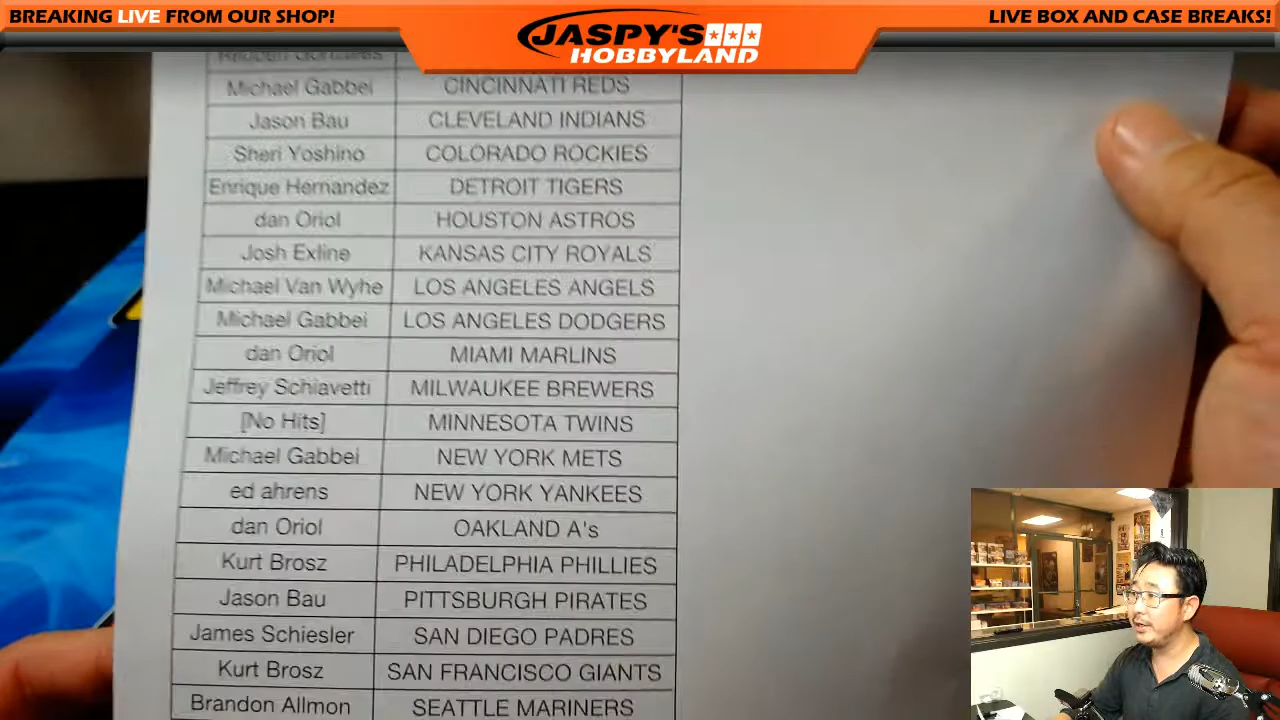 BREAKING LIVE FROM OUR SHOP!
JASPY'S
HOBBYLAND
LIVE BOX AND CASE BREAKS!
Michael Gabbei CINCINNATI REDS
Jason Bau CLEVELAND INDIANS
Sheri Yoshino COLORADO ROCKIES
Enrique Hernandez DETROIT TIGERS
dan Oriol HOUSTON ASTROS
Josh Exline KANSAS CITY ROYALS
Michael Van Wyhe LOS ANGELES ANGELS
Michael Gabbei LOS ANGELES DODGERS
dan Oriol MIAMI MARLINS
Jeffrey Schiavetti MILWAUKEE BREWERS
[No Hits] MINNESOTA TWINS
Michael Gabbei NEW YORK METS
ed ahrens NEW YORK YANKEES
dan Oriol OAKLAND A's
Kurt Brosz PHILADELPHIA PHILLIES
Jason Bau PITTSBURGH PIRATES
James Schiesler SAN DIEGO PADRES
Kurt Brosz SAN FRANCISCO GIANTS
Brandon Allmon SEATTLE MARINERS